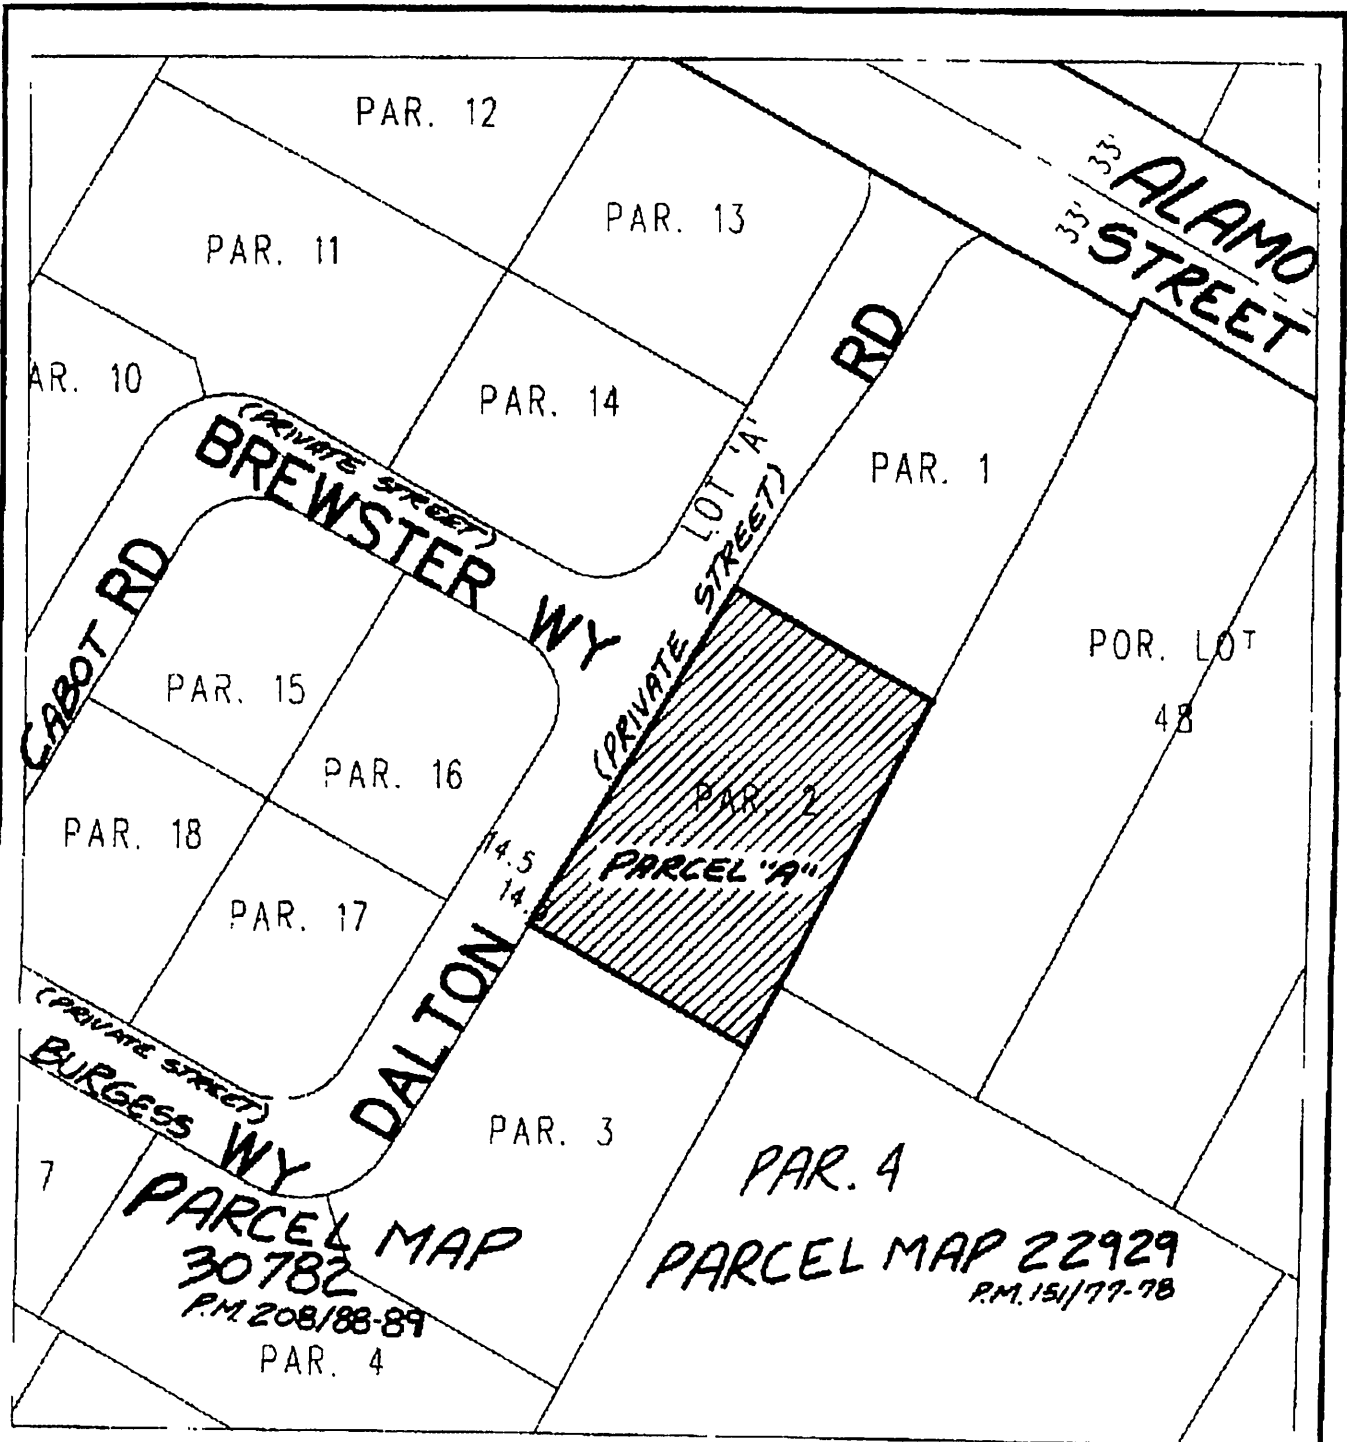 PAR. 12
33'
ALAMO
33'
STREET
PAR. 13
PAR. 11
RD
AR. 10
PAR. 14
(PRIVATE STREET)
BREWSTER WY
LOT 'A'
PAR. 1
(PRIVATE STREET)
CABOT RD
POR. LOT
48
PAR. 15
PAR. 16
PAR. 2
PARCEL "A"
PAR. 18
14.5
14.5
PAR. 17
DALTON
(PRIVATE STREET)
BURGESS WY
PAR. 3
7
PAR. 4
PARCEL MAP
30782
P.M. 208/88-89
PARCEL MAP 22929
P.M. 151/77-78
PAR. 4